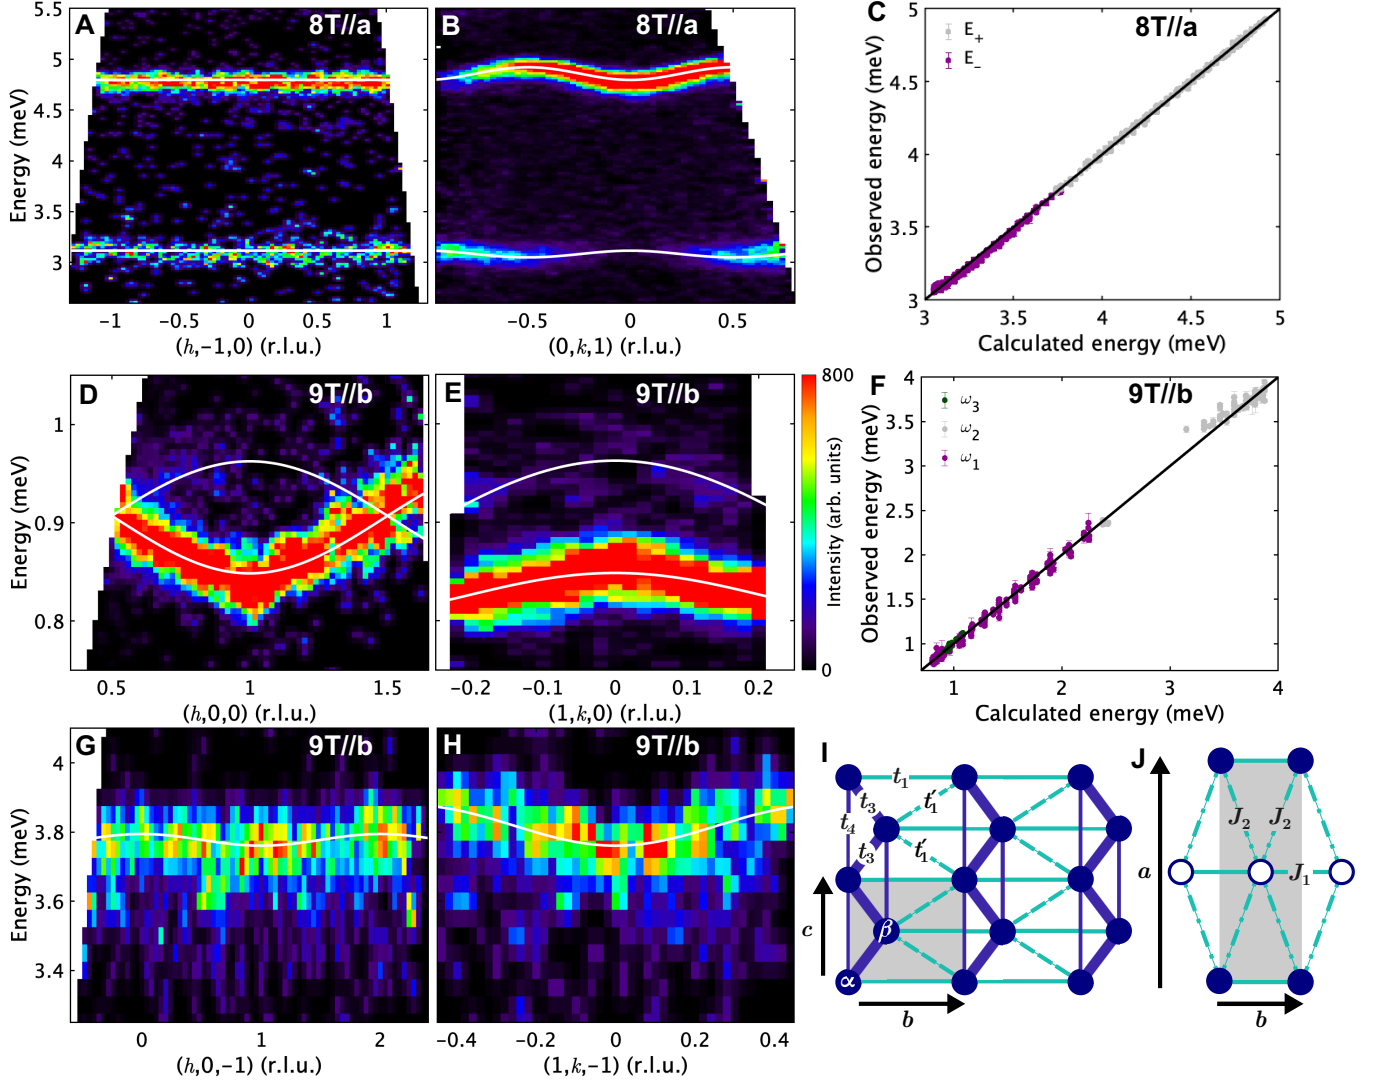 A
8T//a
5.5
5
4.5
4
3.5
3
Energy (meV)
−1
−0.5
0
0.5
1
(h,−1,0) (r.l.u.)
B
8T//a
−0.5
0
0.5
(0,k,1) (r.l.u.)
C
8T//a
E+
E−
5
4.5
4
3.5
3
Observed energy (meV)
3
3.5
4
4.5
5
Calculated energy (meV)
D
9T//b
1
0.9
0.8
Energy (meV)
0.5
1
1.5
(h,0,0) (r.l.u.)
E
9T//b
−0.2
−0.1
0
0.1
0.2
(1,k,0) (r.l.u.)
800
Intensity (arb. units)
0
F
9T//b
ω3
ω2
ω1
4
3.5
3
2.5
2
1.5
1
Observed energy (meV)
1
2
3
4
Calculated energy (meV)
G
9T//b
4
3.8
3.6
3.4
Energy (meV)
0
1
2
(h,0,−1) (r.l.u.)
H
9T//b
−0.4
−0.2
0
0.2
0.4
(1,k,−1) (r.l.u.)
I
t1
t3
t′1
t4
t3
t′1
c
β
α
b
J
J2
J2
a
J1
b